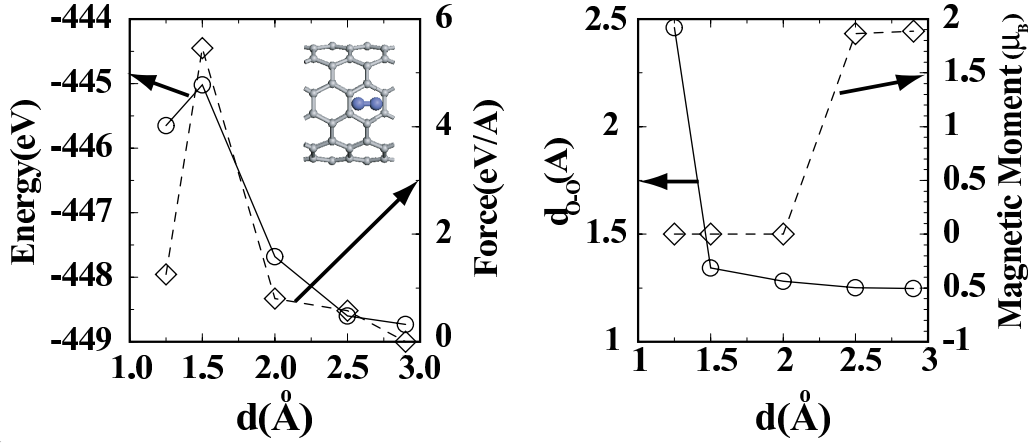 -444
-445
-446
-447
-448
-449
Energy(eV)
1.0 1.5 2.0 2.5 3.0
d(Å)
6
4
2
0
Force(eV/A)
2.5
2
1.5
1
d_O-O(A)
1 1.5 2 2.5 3
d(Å)
2
1.5
1
0.5
0
0.5
-1
Magnetic Moment(μ_B)